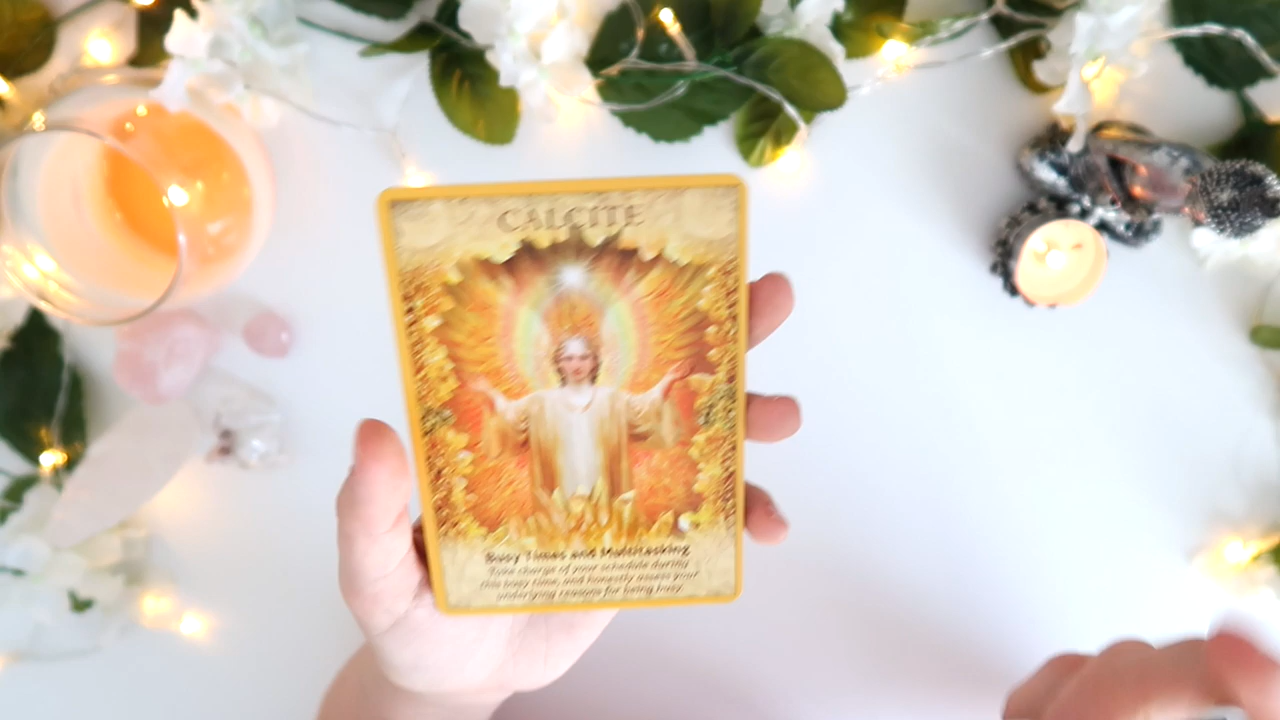 CALCITE
Busy Times and Multitasking
Take charge of your schedule during
this busy time, and honestly assess your
underlying reasons for being busy.